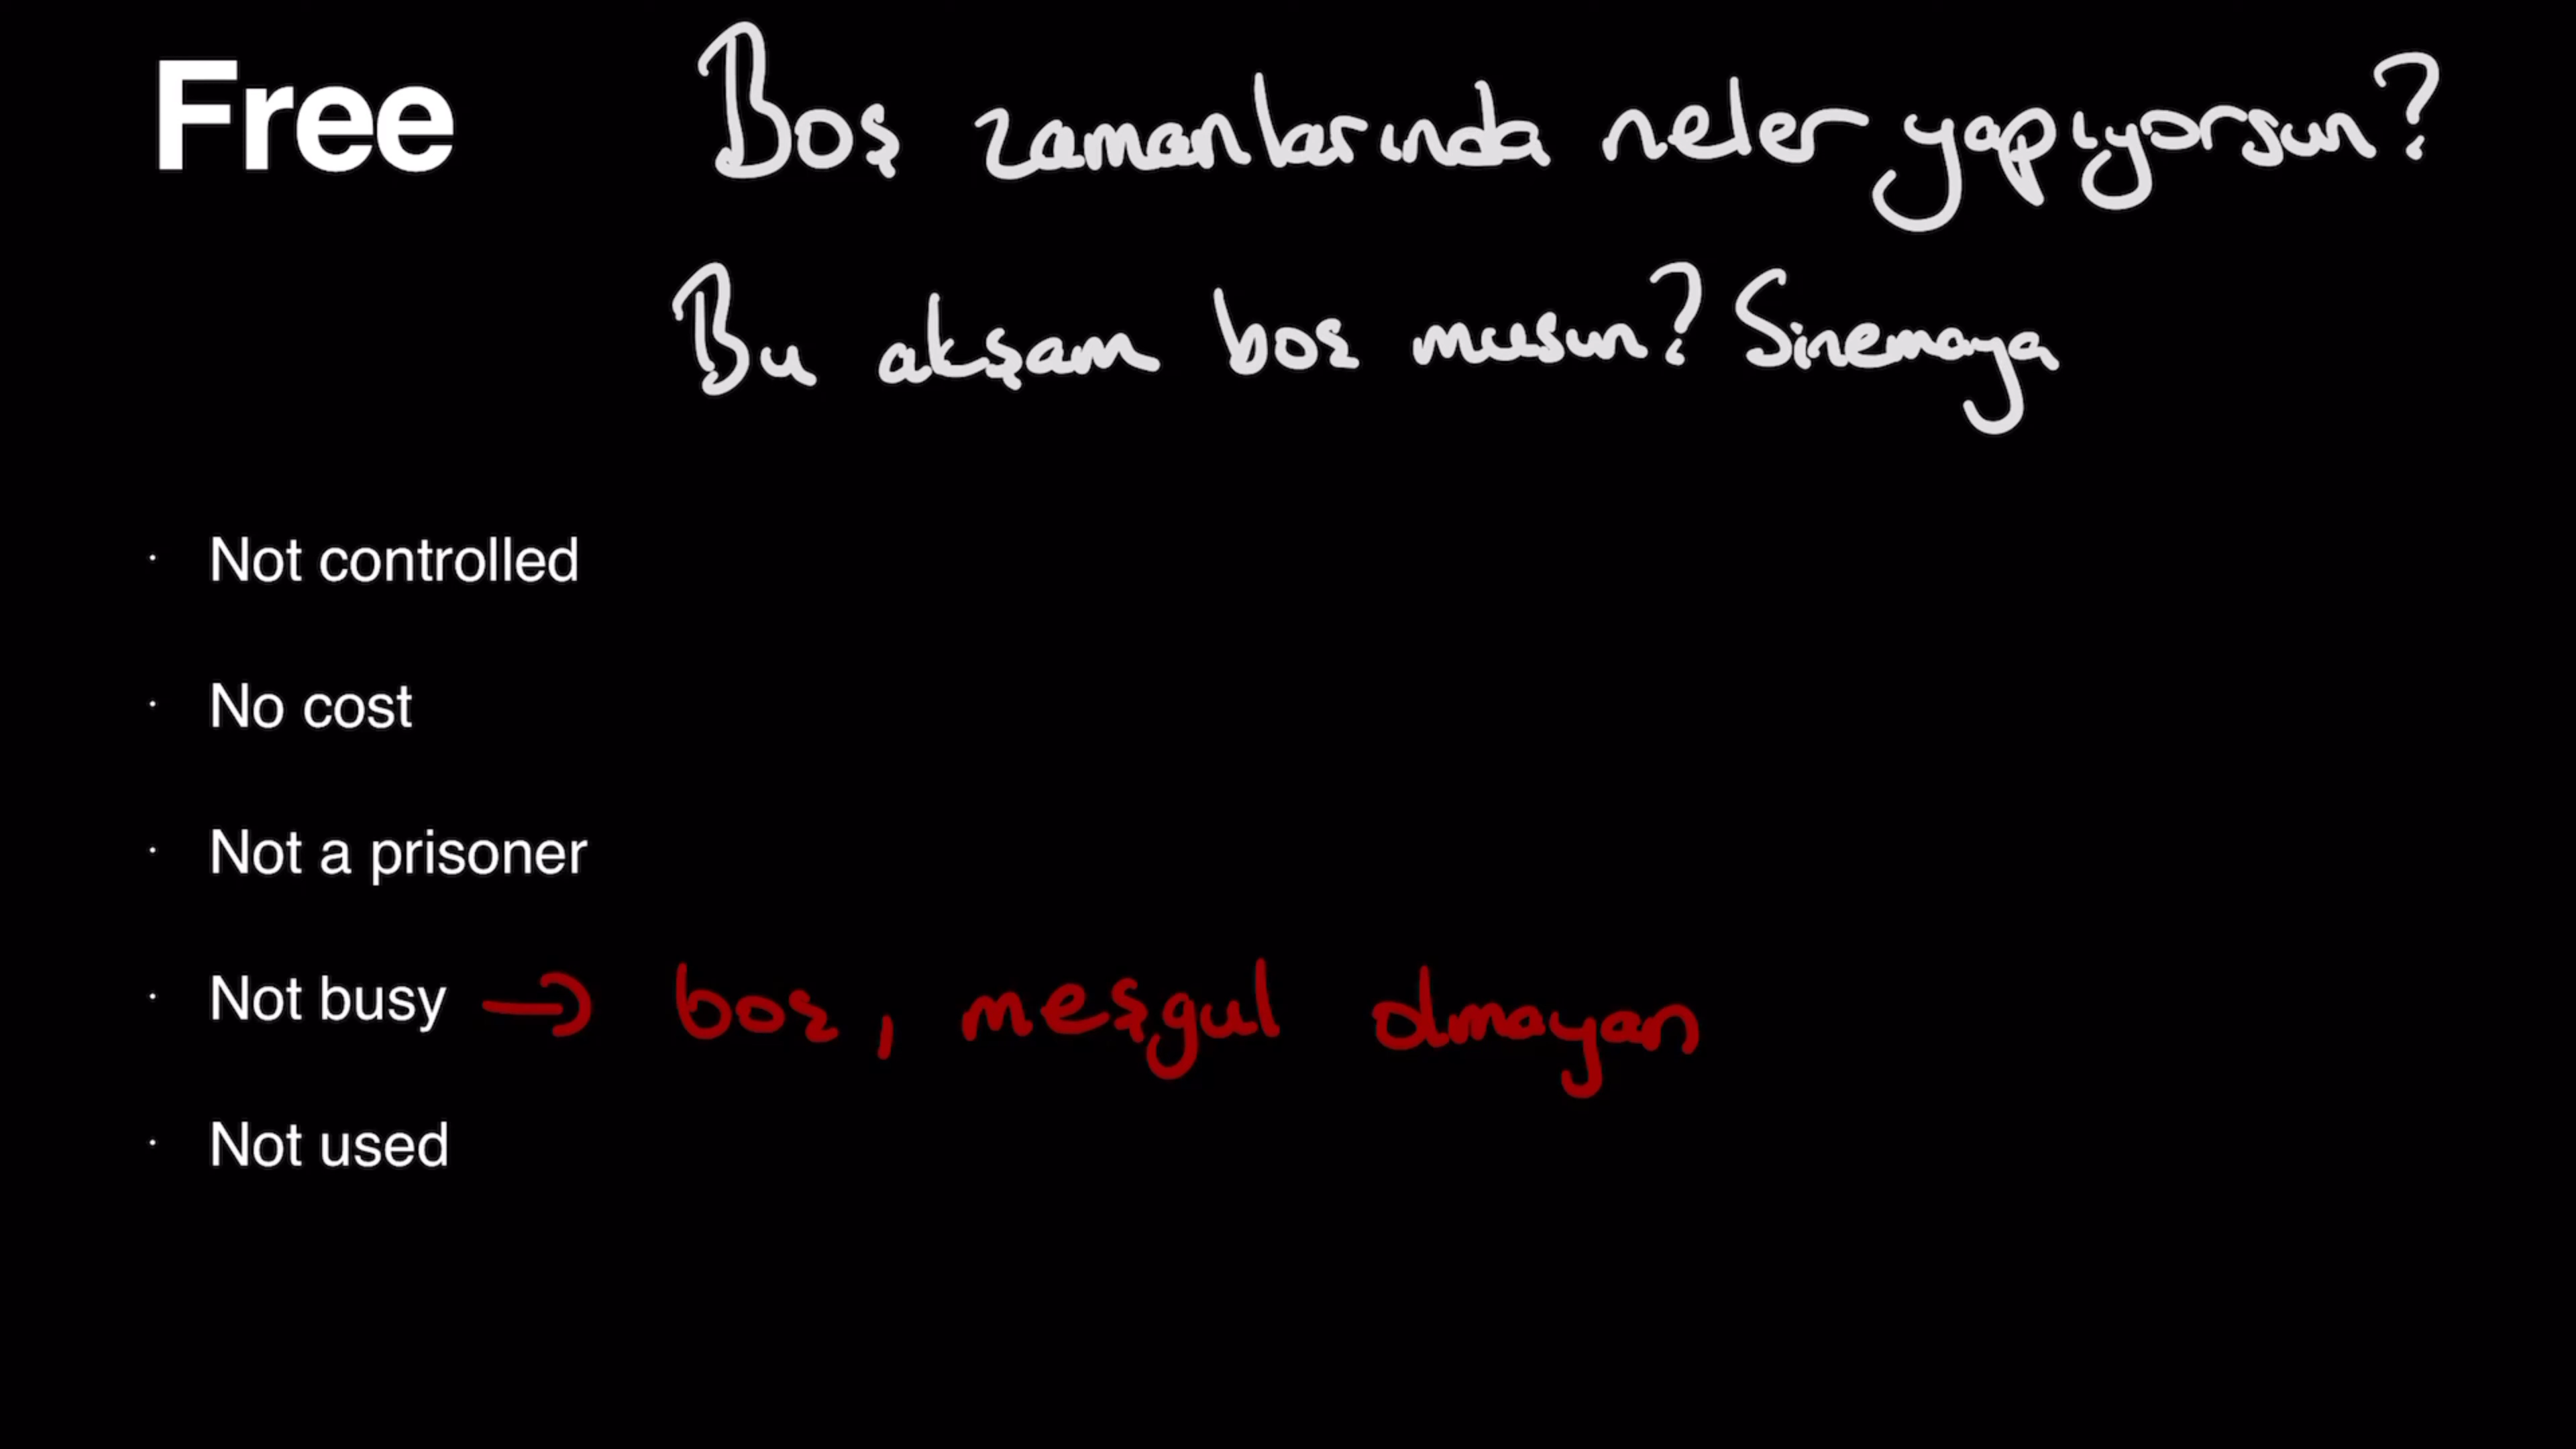 Free
Boş zamanlarında neler yapıyorsun?
Bu akşam boş musun? Sinemaya
· Not controlled
· No cost
· Not a prisoner
· Not busy → boş, meşgul olmayan
· Not used